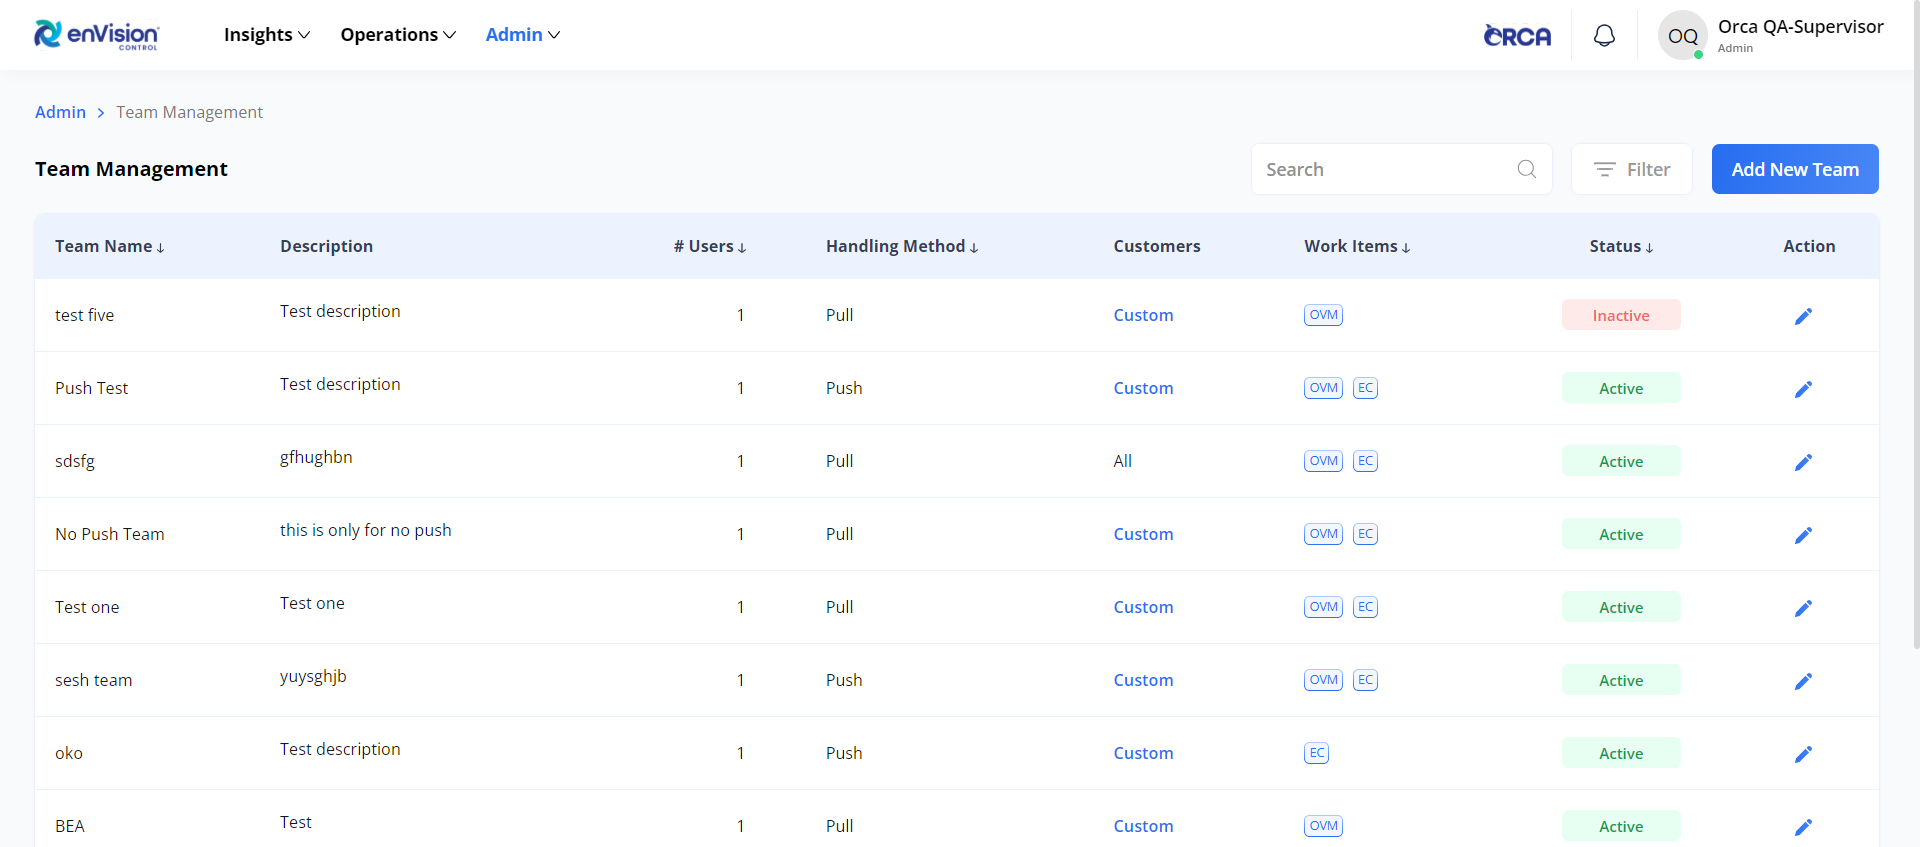 enVision CONTROL Insights Operations Admin ORCA OQ Orca QA-Supervisor
Admin
Admin > Team Management
Team Management Search Filter Add New Team
Team Name ↓ Description # Users ↓ Handling Method ↓ Customers Work Items ↓ Status ↓ Action
test five Test description 1 Pull Custom OVM Inactive
Push Test Test description 1 Push Custom OVM EC Active
sdsfg gfhughbn 1 Pull All OVM EC Active
No Push Team this is only for no push 1 Pull Custom OVM EC Active
Test one Test one 1 Pull Custom OVM EC Active
sesh team yuysghjb 1 Push Custom OVM EC Active
oko Test description 1 Push Custom EC Active
BEA Test 1 Pull Custom OVM Active